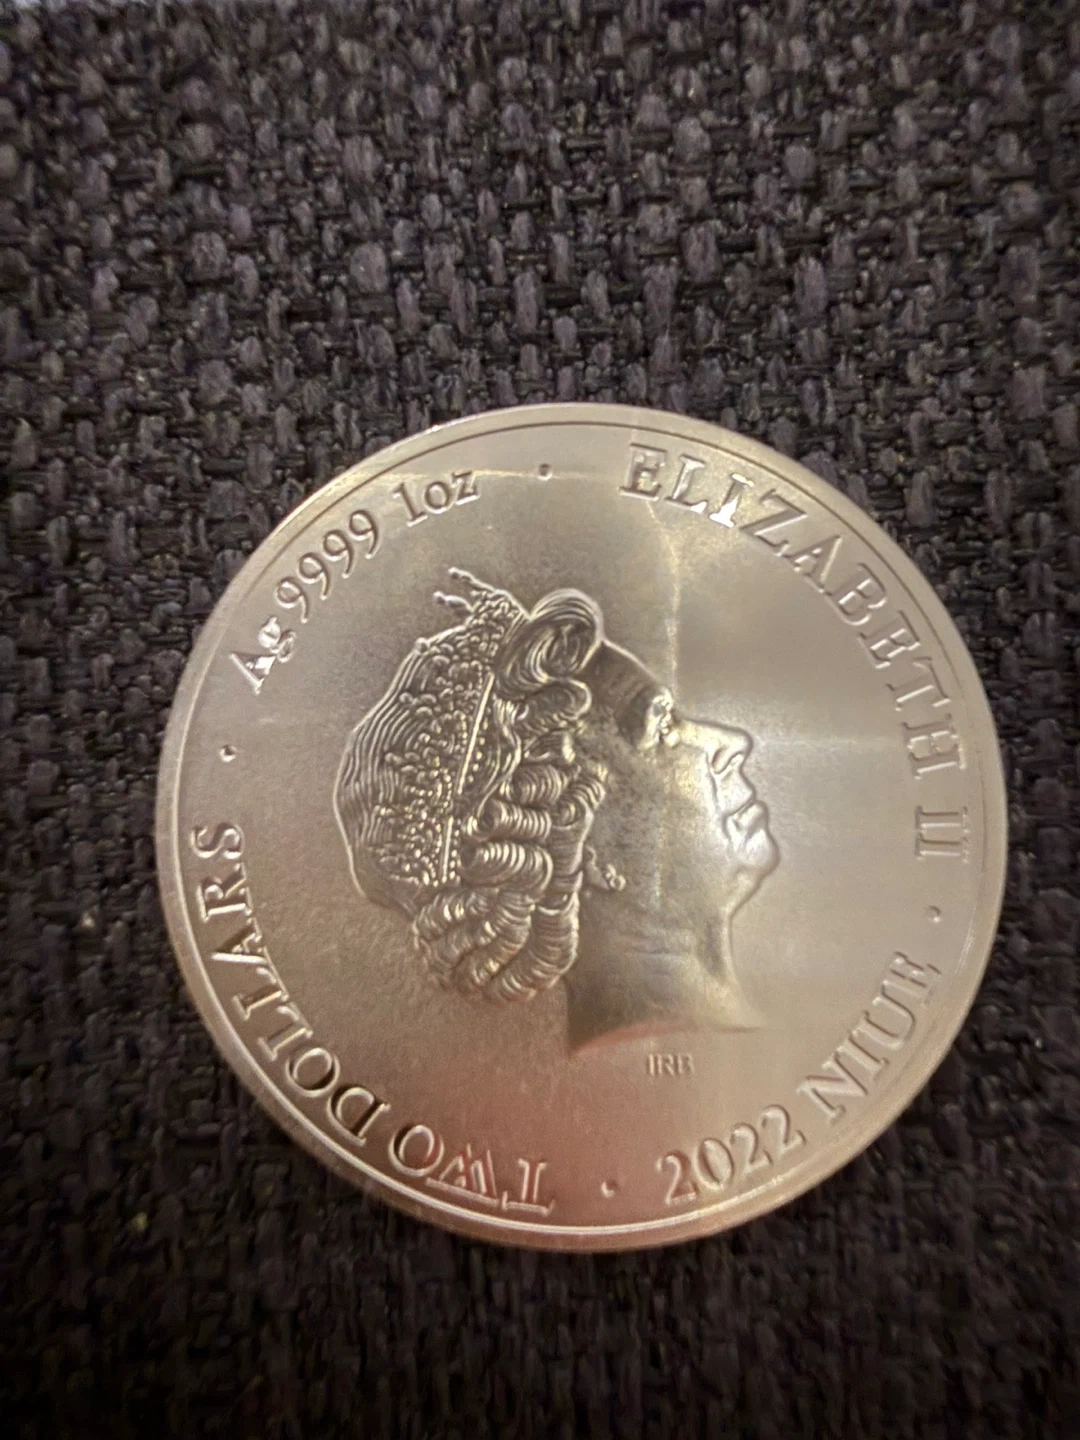 ELIZABETH II · 2022 NIUE · TWO DOLLARS · Ag 9999 1oz ·
IRB